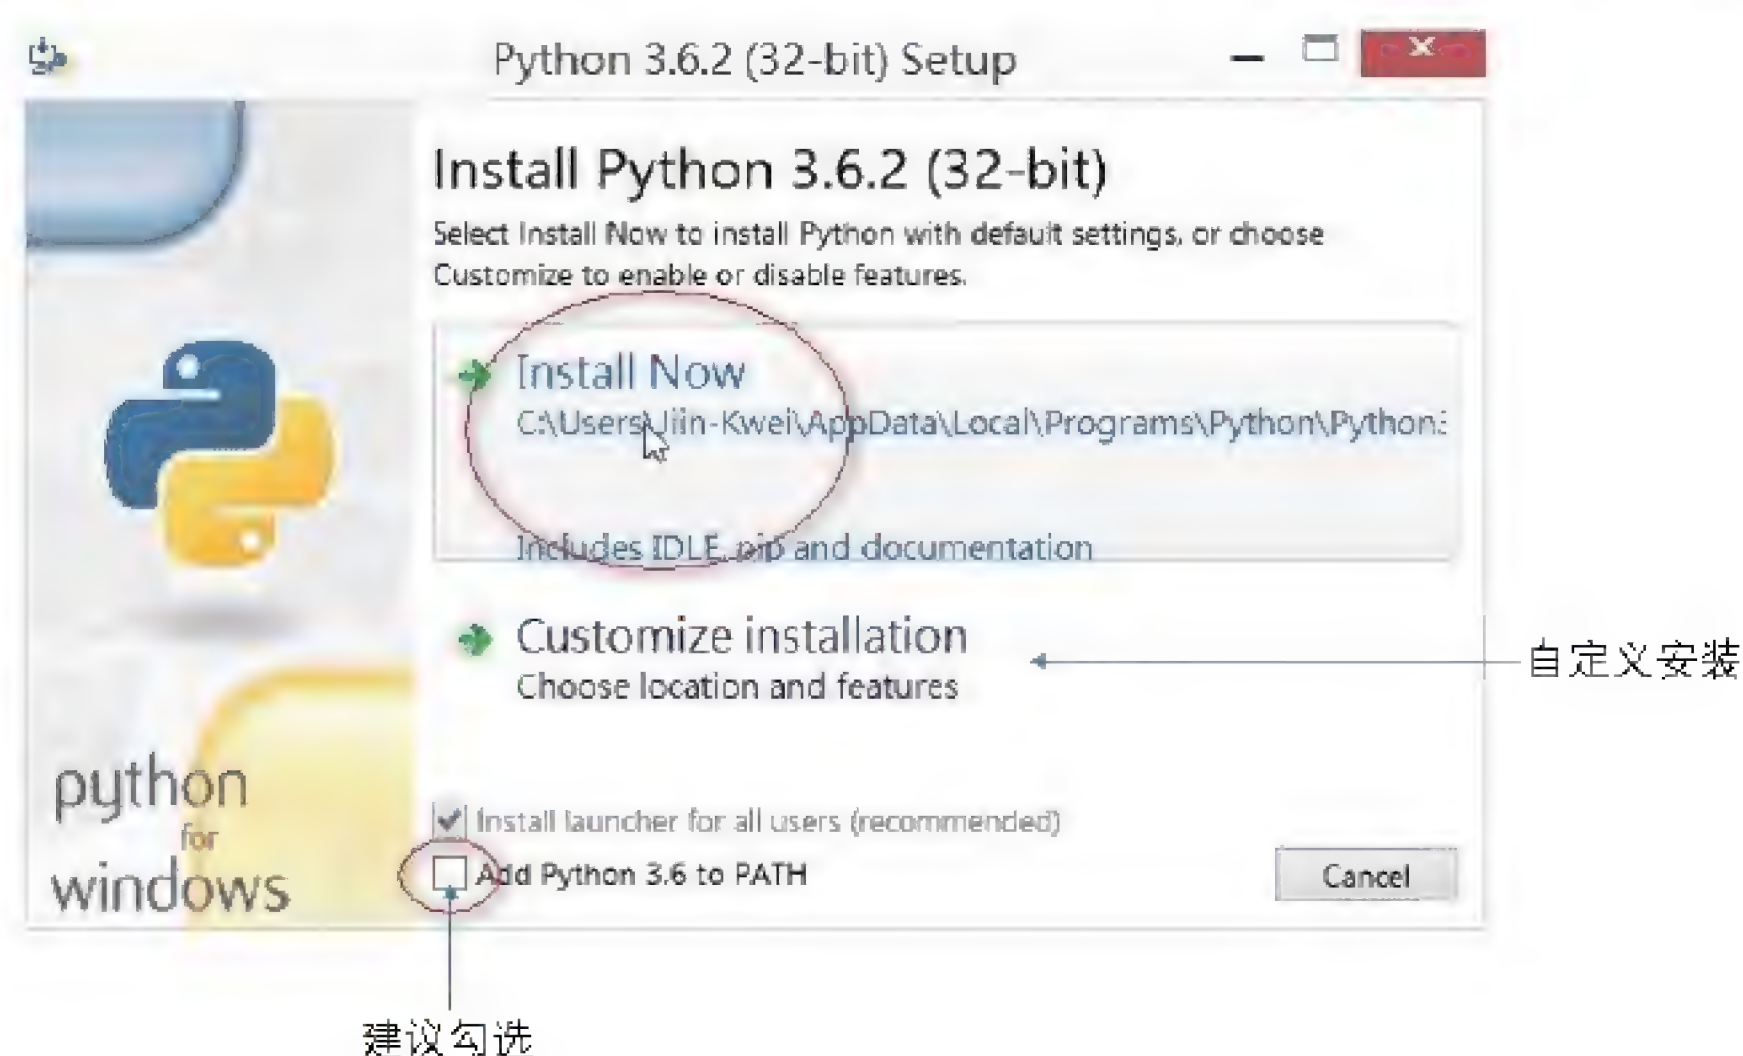 Python 3.6.2 (32-bit) Setup
Install Python 3.6.2 (32-bit)
Select Install Now to install Python with default settings, or choose
Customize to enable or disable features.
Install Now
C:\Users\Jiin-Kwei\AppData\Local\Programs\Python\Python
Includes IDLE, pip and documentation
Customize installation
Choose location and features
自定义安装
python
for
windows
Install launcher for all users (recommended)
Add Python 3.6 to PATH
Cancel
建议勾选